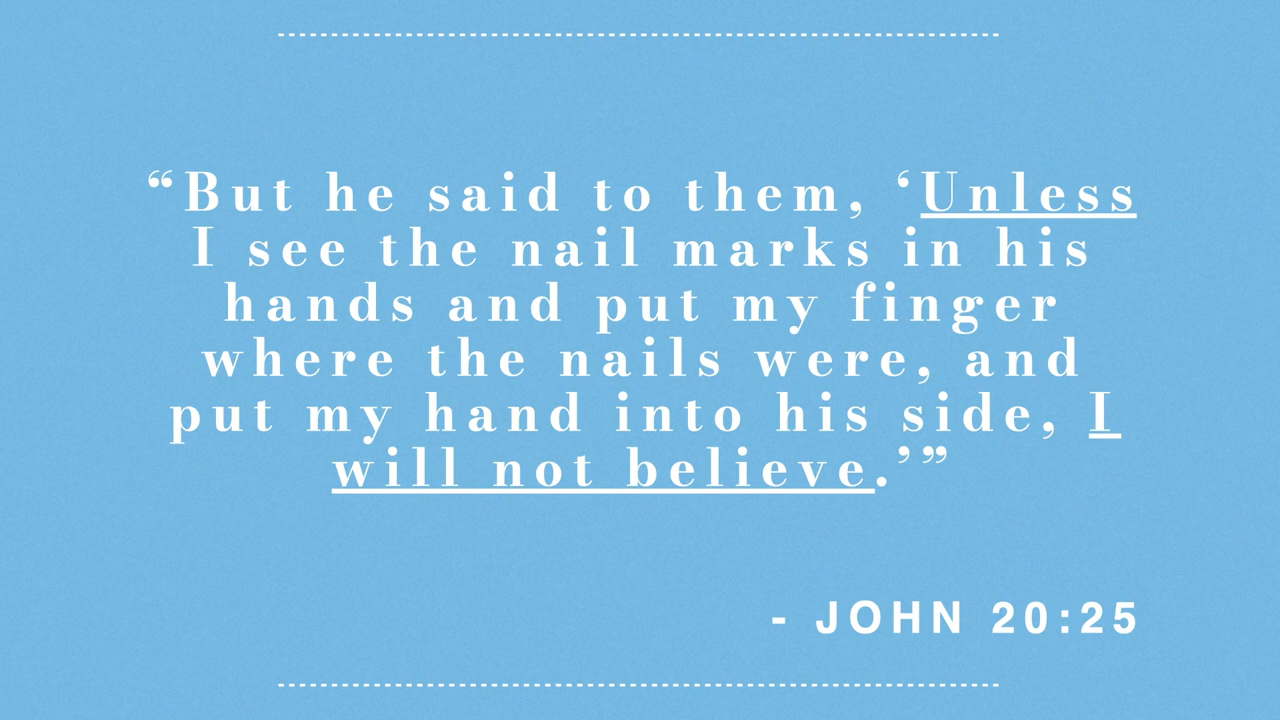 “But he said to them, ‘Unless
I see the nail marks in his
hands and put my finger
where the nails were, and
put my hand into his side, I
will not believe.’”
- JOHN 20:25